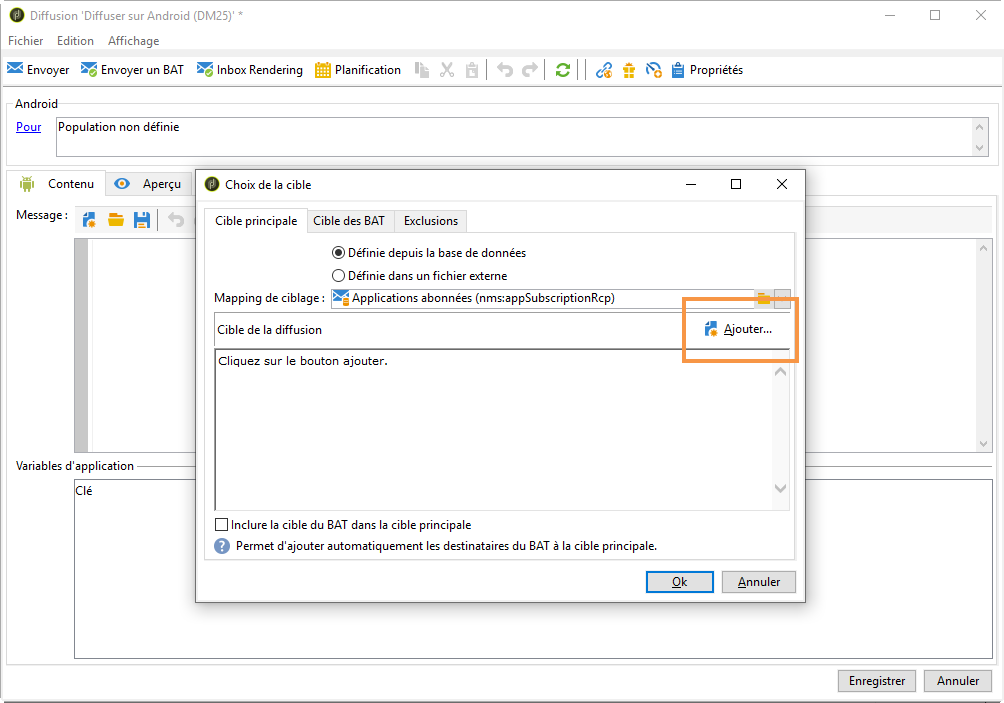 Diffusion 'Diffuser sur Android (DM25)' *
Fichier Edition Affichage
Envoyer Envoyer un BAT Inbox Rendering Planification Propriétés
Android
Pour Population non définie
Contenu Aperçu
Message :
Choix de la cible
Cible principale Cible des BAT Exclusions
Définie depuis la base de données
Définie dans un fichier externe
Mapping de ciblage : Applications abonnées (nms:appSubscriptionRcp)
Cible de la diffusion Ajouter...
Cliquez sur le bouton ajouter.
Inclure la cible du BAT dans la cible principale
Permet d'ajouter automatiquement les destinataires du BAT à la cible principale.
Ok Annuler
Variables d'application
Clé
Enregistrer Annuler